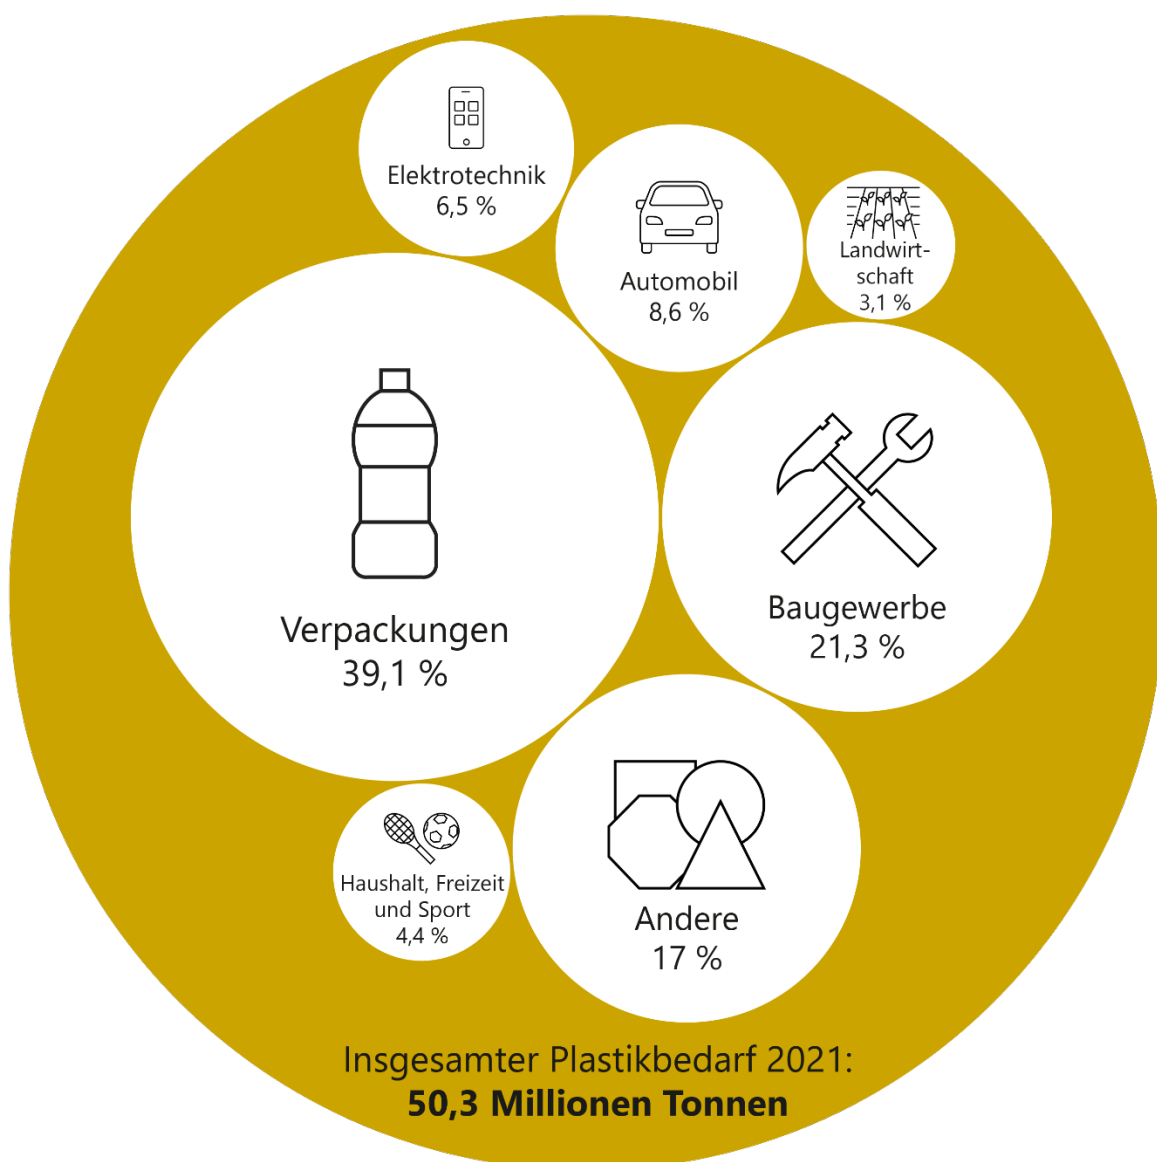 Elektrotechnik
6,5 %
Automobil
8,6 %
Landwirt-
schaft
3,1 %
Verpackungen
39,1 %
Baugewerbe
21,3 %
Haushalt, Freizeit
und Sport
4,4 %
Andere
17 %
Insgesamter Plastikbedarf 2021:
50,3 Millionen Tonnen